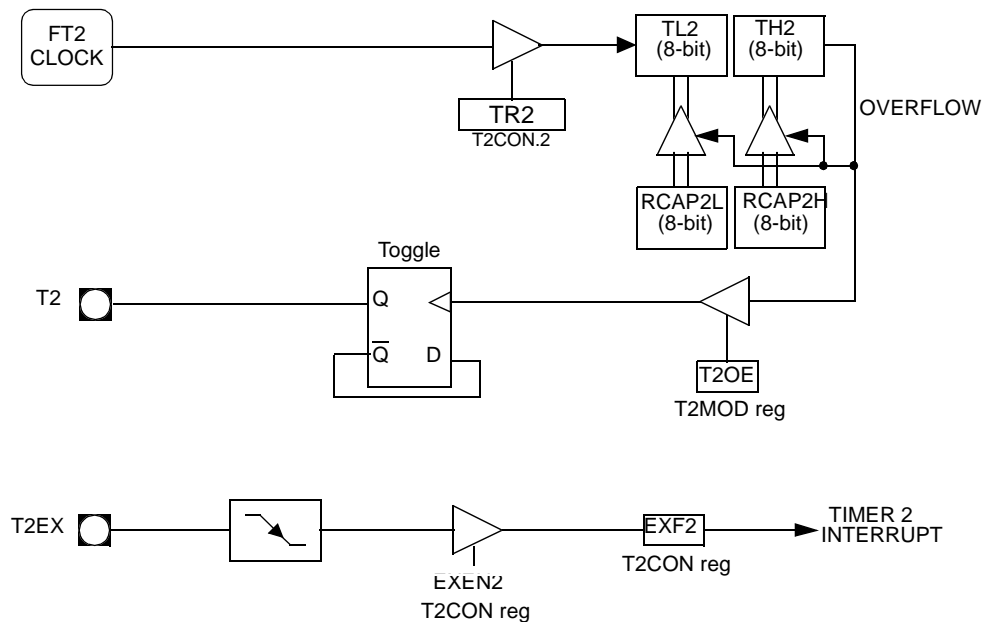 FT2
CLOCK
TR2
T2CON.2
TL2
(8-bit)
TH2
(8-bit)
OVERFLOW
RCAP2L
(8-bit)
RCAP2H
(8-bit)
Toggle
T2
Q
Q
D
T2OE
T2MOD reg
T2EX
EXEN2
T2CON reg
EXF2
T2CON reg
TIMER 2
INTERRUPT